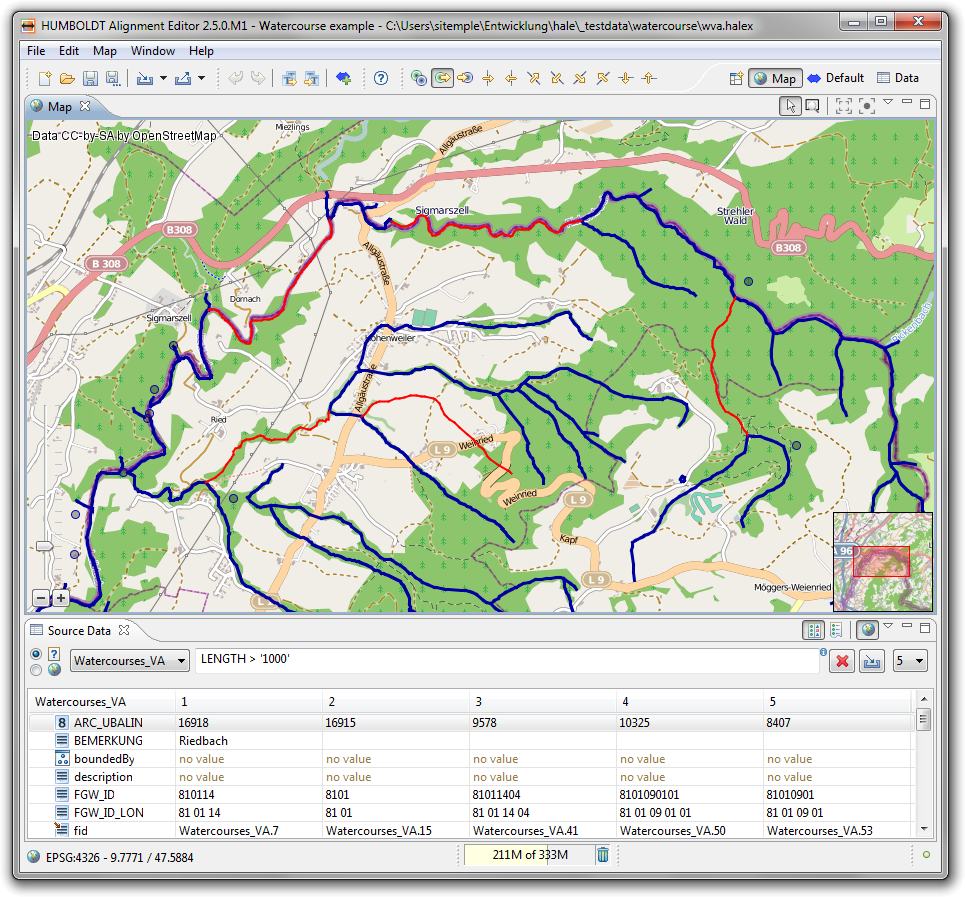 HUMBOLDT Alignment Editor 2.5.0.M1 - Watercourse example - C:\Users\sitemple\Entwicklung\hale\_testdata\watercourse\wva.halex
File Edit Map Window Help
Map Default Data
Map
Data CC-by-SA by OpenStreetMap
Miezlings
Allgäustraße
Sigmarszell
Strehler
Wald
B308
B308
B 308
Allgäustraße
Dornach
Sigmarszell
Hohenweiler
Allgäustraße
Ried
L 9
Weinried
Weinried
L 9
Kapf
A 96
L 9
Möggers-Weienried
Source Data
Watercourses_VA LENGTH > '1000' 5
Watercourses_VA 1 2 3 4 5
8 ARC_UBALIN 16918 16915 9578 10325 8407
BEMERKUNG Riedbach
boundedBy no value no value no value no value no value
description no value no value no value no value no value
FGW_ID 810114 8101 81011404 8101090101 81010901
FGW_ID_LON 81 01 14 81 01 81 01 14 04 81 01 09 01 01 81 01 09 01
fid Watercourses_VA.7 Watercourses_VA.15 Watercourses_VA.41 Watercourses_VA.50 Watercourses_VA.53
EPSG:4326 - 9.7771 / 47.5884 211M of 333M